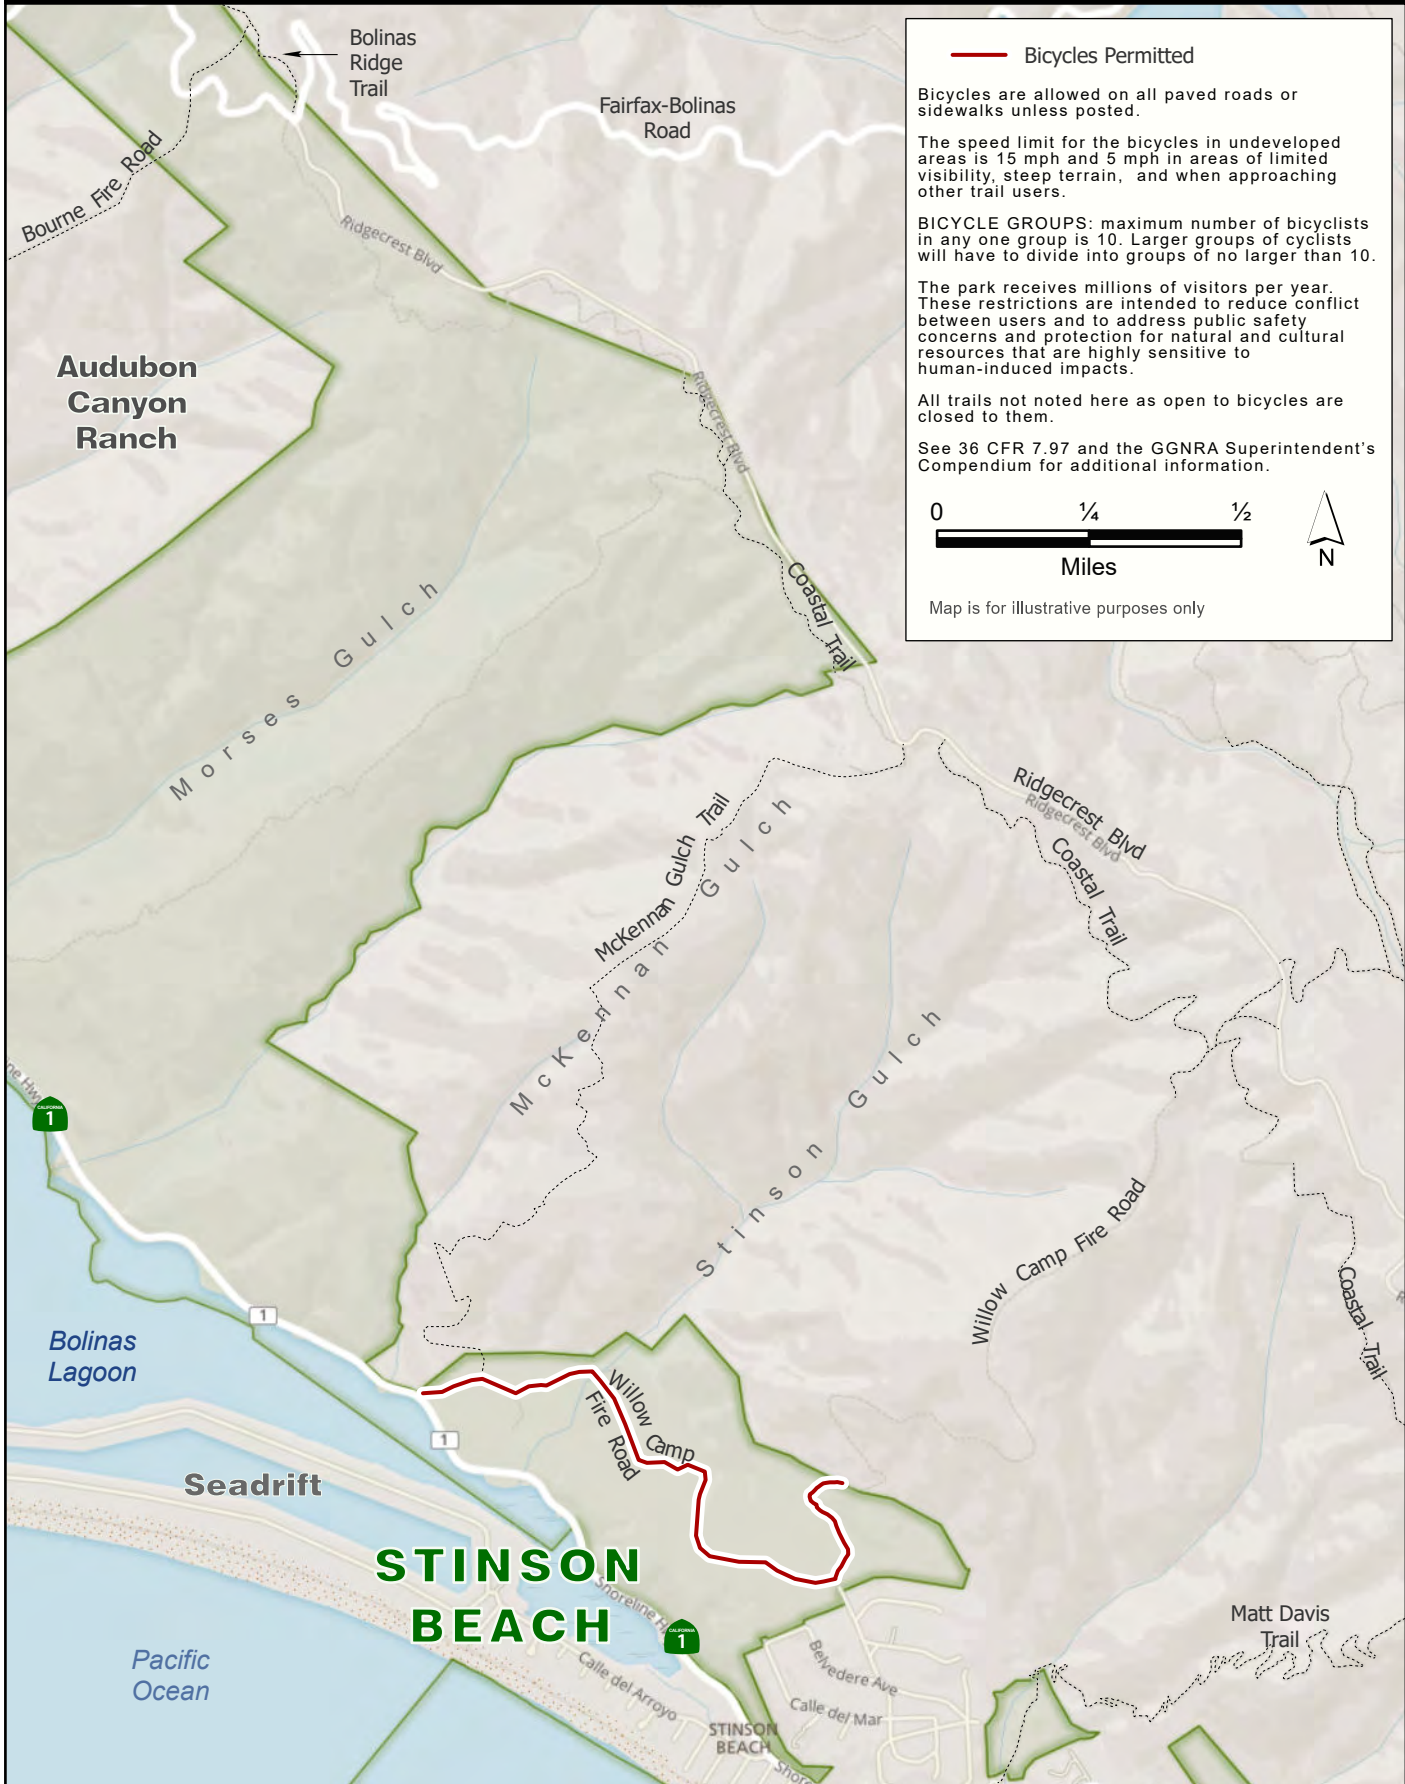 Bolinas
Ridge
Trail
Fairfax-Bolinas
Road
Bourne Fire Road
Ridgecrest Blvd
Audubon
Canyon
Ranch
Bicycles Permitted
Bicycles are allowed on all paved roads or
sidewalks unless posted.
The speed limit for the bicycles in undeveloped
areas is 15 mph and 5 mph in areas of limited
visibility, steep terrain, and when approaching
other trail users.
BICYCLE GROUPS: maximum number of bicyclists
in any one group is 10. Larger groups of cyclists
will have to divide into groups of no larger than 10.
The park receives millions of visitors per year.
These restrictions are intended to reduce conflict
between users and to address public safety
concerns and protection for natural and cultural
resources that are highly sensitive to
human-induced impacts.
All trails not noted here as open to bicycles are
closed to them.
See 36 CFR 7.97 and the GGNRA Superintendent's
Compendium for additional information.
0 ¼ ½
Miles
N
Map is for illustrative purposes only
Ridgecrest Blvd
Coastal Trail
Morses Gulch
McKennan Gulch Trail
McKennan Gulch
Ridgecrest Blvd
Ridgecrest Blvd
Coastal Trail
Stinson Gulch
CALIFORNIA
1
Willow Camp Fire Road
Coastal Trail
1
Bolinas
Lagoon
Willow Camp
Fire Road
1
Seadrift
STINSON
BEACH
Shoreline H
CALIFORNIA
1
Pacific
Ocean
Calle del Arroyo
Belvedere Ave
Calle del Mar
STINSON
BEACH
Matt Davis
Trail